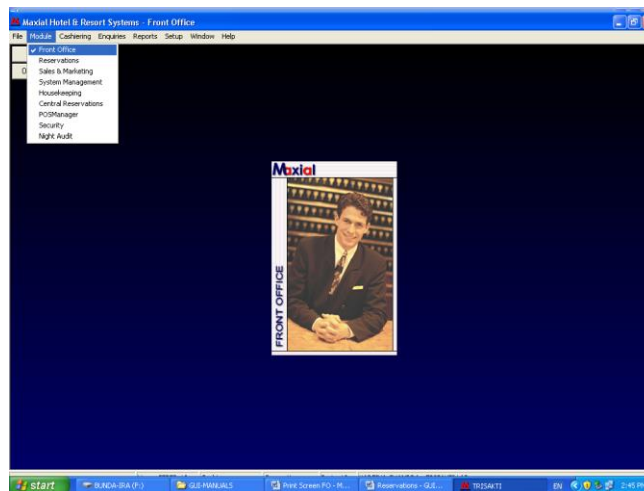 Maxial Hotel & Resort Systems - Front Office
File Module Cashiering Enquiries Reports Setup Window Help
Front Office
Reservations
Sales & Marketing
System Management
Housekeeping
Central Reservations
POSManager
Security
Night Audit
Maxial
FRONT OFFICE
start BUNDA-IRA (F:) GUI-MANUALS Print Screen FO - M... Reservations - GUI... TRISAKTI EN 2:45 PM